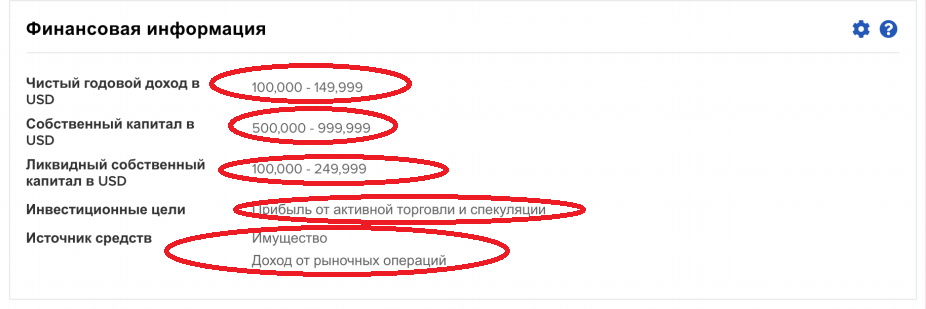 Финансовая информация
Чистый годовой доход в
USD
100,000 - 149,999
Собственный капитал в
USD
500,000 - 999,999
Ликвидный собственный
капитал в USD
100,000 - 249,999
Инвестиционные цели
Прибыль от активной торговли и спекуляции
Источник средств
Имущество
Доход от рыночных операций